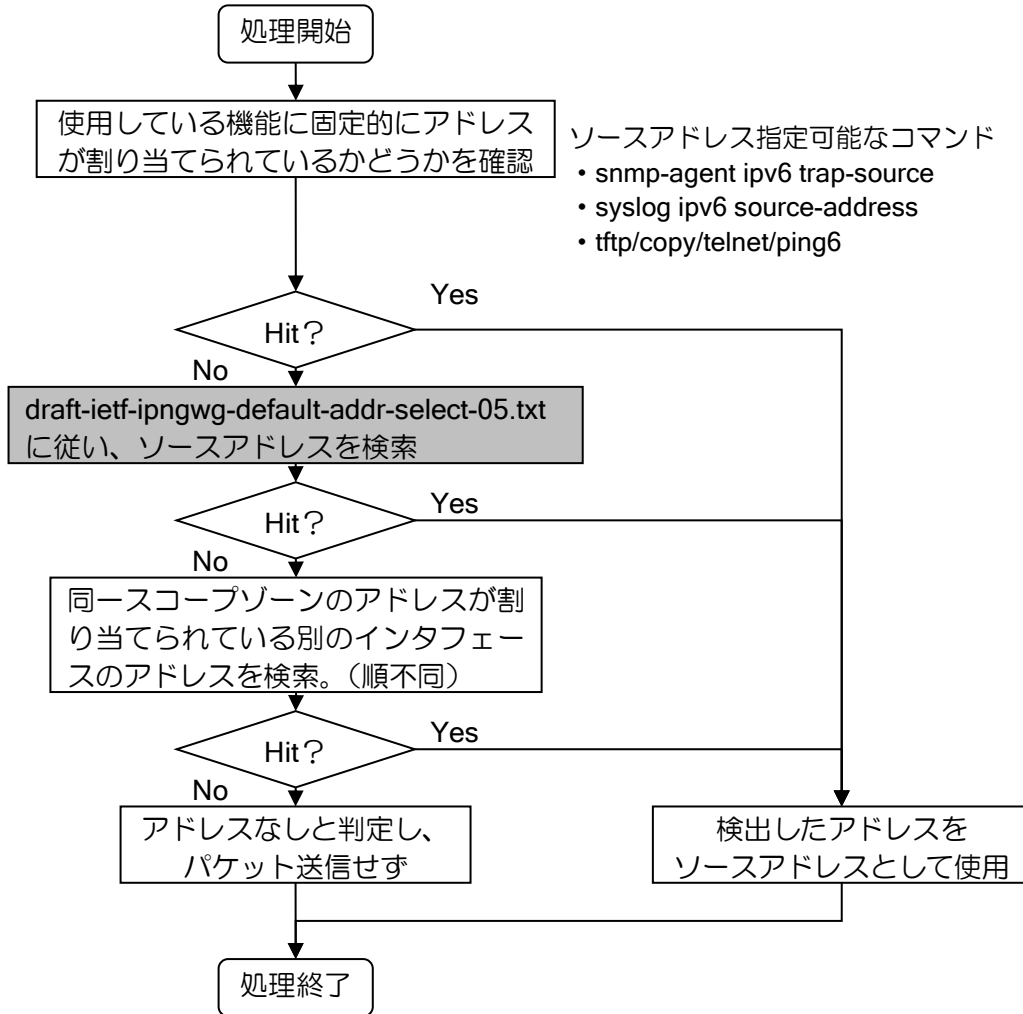 処理開始
使用している機能に固定的にアドレス
が割り当てられているかどうかを確認
ソースアドレス指定可能なコマンド
・snmp-agent ipv6 trap-source
・syslog ipv6 source-address
・tftp/copy/telnet/ping6
Yes
Hit？
No
draft-ietf-ipngwg-default-addr-select-05.txt
に従い、ソースアドレスを検索
Yes
Hit？
No
同一スコープゾーンのアドレスが割
り当てられている別のインタフェー
スのアドレスを検索。（順不同）
Yes
Hit？
No
アドレスなしと判定し、
パケット送信せず
検出したアドレスを
ソースアドレスとして使用
処理終了